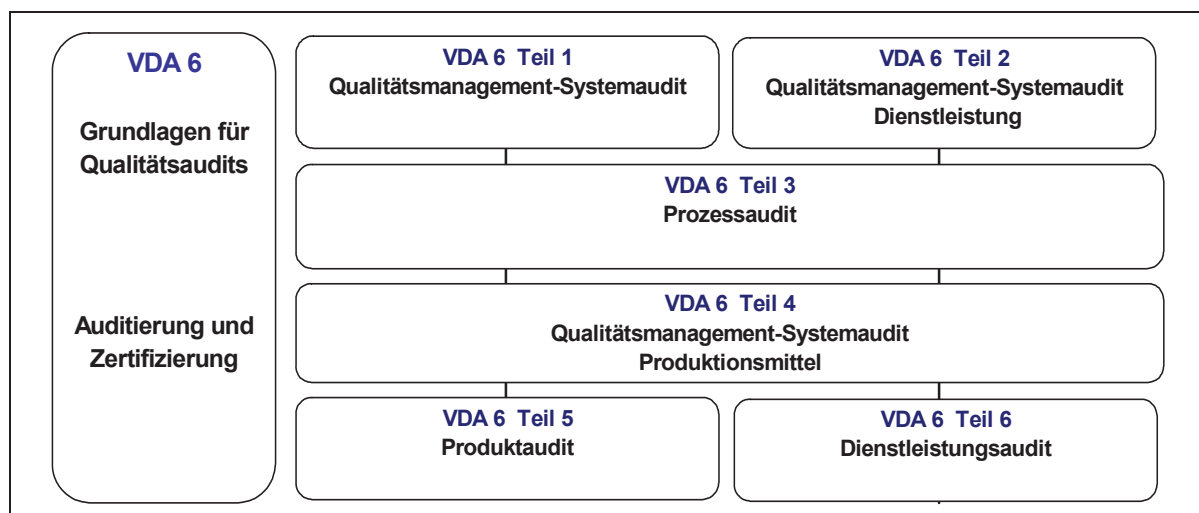 VDA 6
Grundlagen für
Qualitätsaudits
Auditierung und
Zertifizierung
VDA 6 Teil 1
Qualitätsmanagement-Systemaudit
VDA 6 Teil 2
Qualitätsmanagement-Systemaudit
Dienstleistung
VDA 6 Teil 3
Prozessaudit
VDA 6 Teil 4
Qualitätsmanagement-Systemaudit
Produktionsmittel
VDA 6 Teil 5
Produktaudit
VDA 6 Teil 6
Dienstleistungsaudit